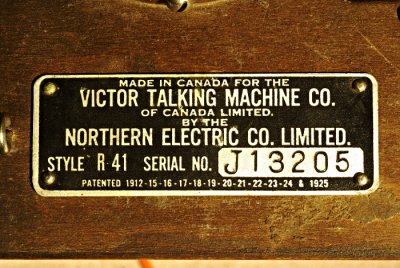 MADE IN CANADA FOR THE
VICTOR TALKING MACHINE CO.
OF CANADA LIMITED.
BY THE
NORTHERN ELECTRIC CO. LIMITED.
STYLE R-41 SERIAL NO. J13205
PATENTED 1912-15-16-17-18-19-20-21-22-23-24 & 1925